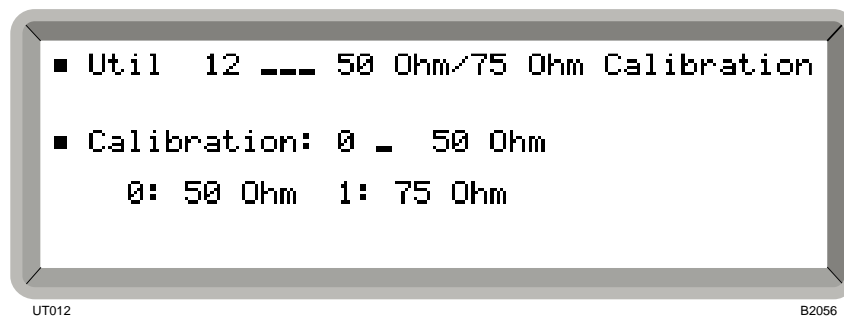 ▪ Util 12 ___ 50 Ohm/75 Ohm Calibration
▪ Calibration: 0 _ 50 Ohm
0: 50 Ohm 1: 75 Ohm
UT012 B2056